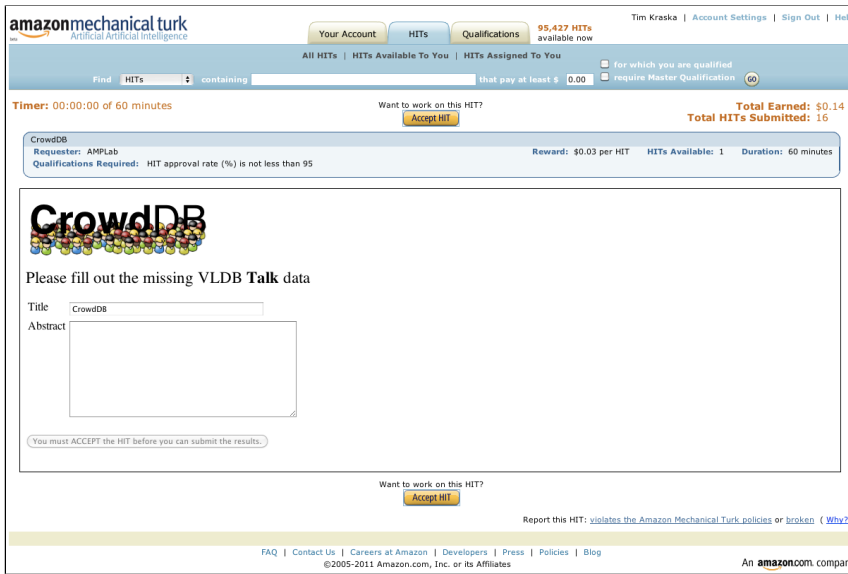 Tim Kraska | Account Settings | Sign Out | Hel
amazonmechanical turk
beta
Artificial Artificial Intelligence
Your Account
HITs
Qualifications
95,427 HITs
available now
All HITs | HITs Available To You | HITs Assigned To You
Find HITs containing that pay at least $ 0.00
for which you are qualified
require Master Qualification
GO
Timer: 00:00:00 of 60 minutes
Want to work on this HIT?
Accept HIT
Total Earned: $0.14
Total HITs Submitted: 16
CrowdDB
Requester: AMPLab
Reward: $0.03 per HIT
HITs Available: 1
Duration: 60 minutes
Qualifications Required: HIT approval rate (%) is not less than 95
CrowdDB
Please fill out the missing VLDB Talk data
Title CrowdDB
Abstract
You must ACCEPT the HIT before you can submit the results.
Want to work on this HIT?
Accept HIT
Report this HIT: violates the Amazon Mechanical Turk policies or broken ( Why?
FAQ | Contact Us | Careers at Amazon | Developers | Press | Policies | Blog
©2005-2011 Amazon.com, Inc. or its Affiliates
An amazon.com. compan